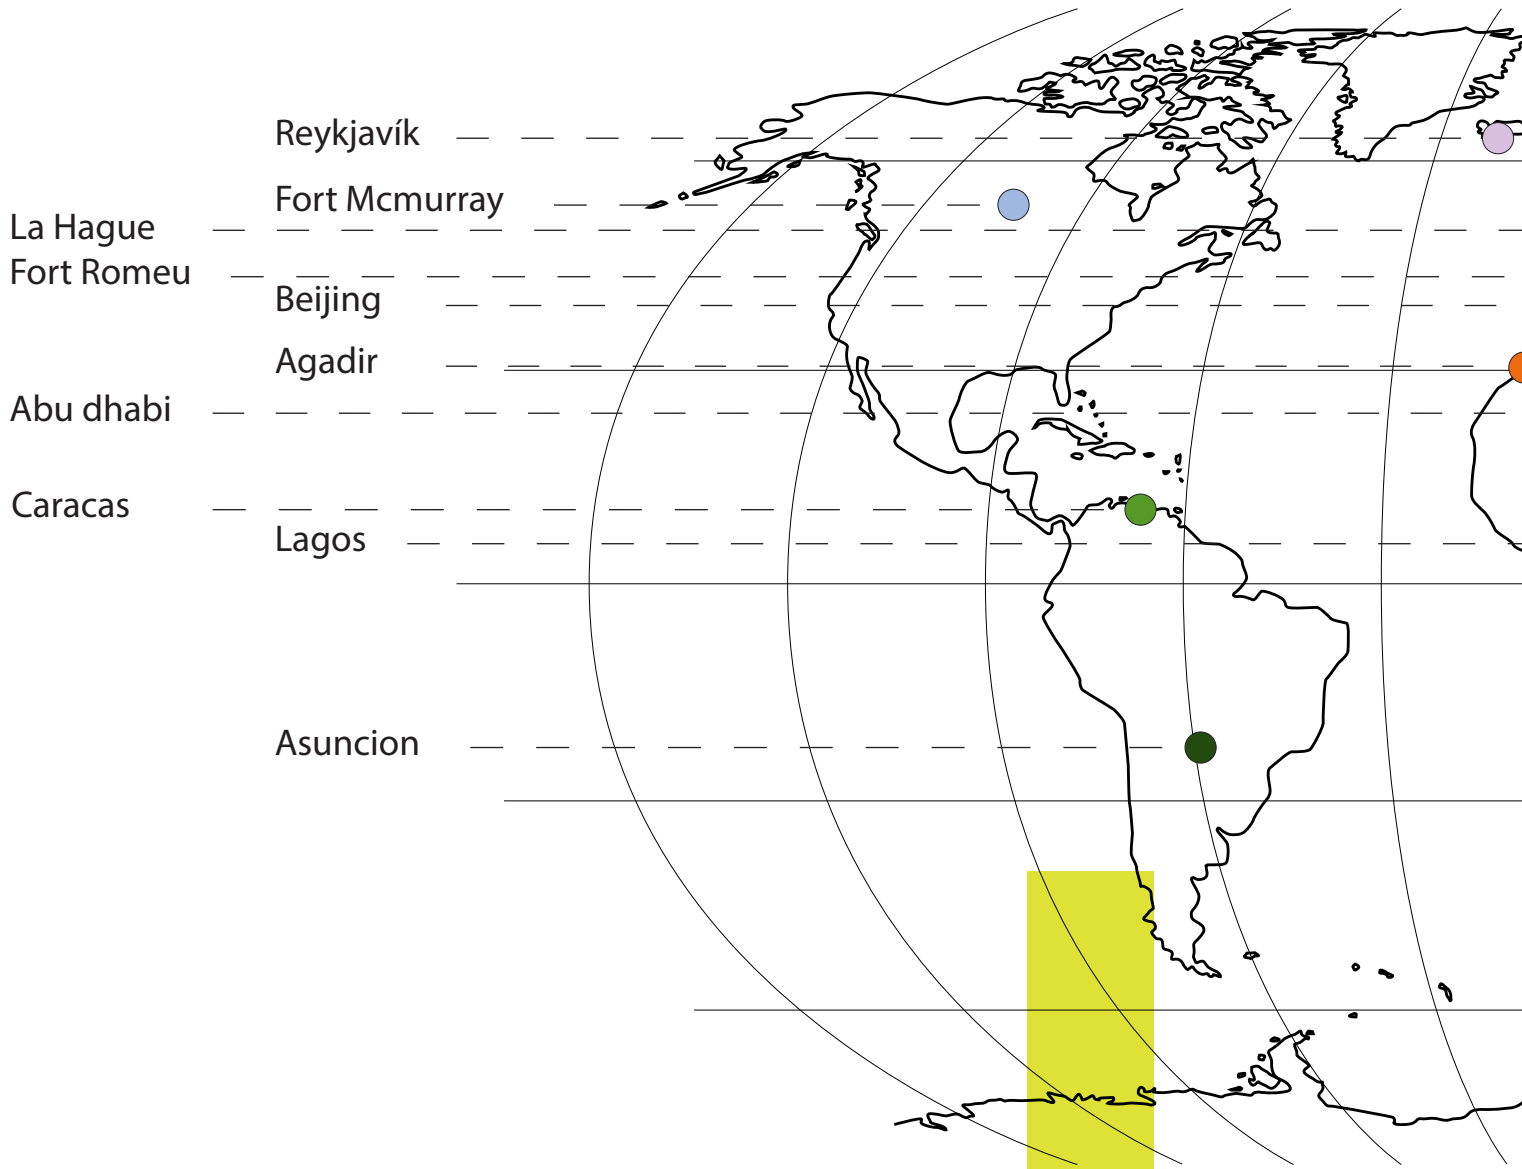 Reykjavík
Fort Mcmurray
La Hague
Fort Romeu
Beijing
Agadir
Abu dhabi
Caracas
Lagos
Asuncion